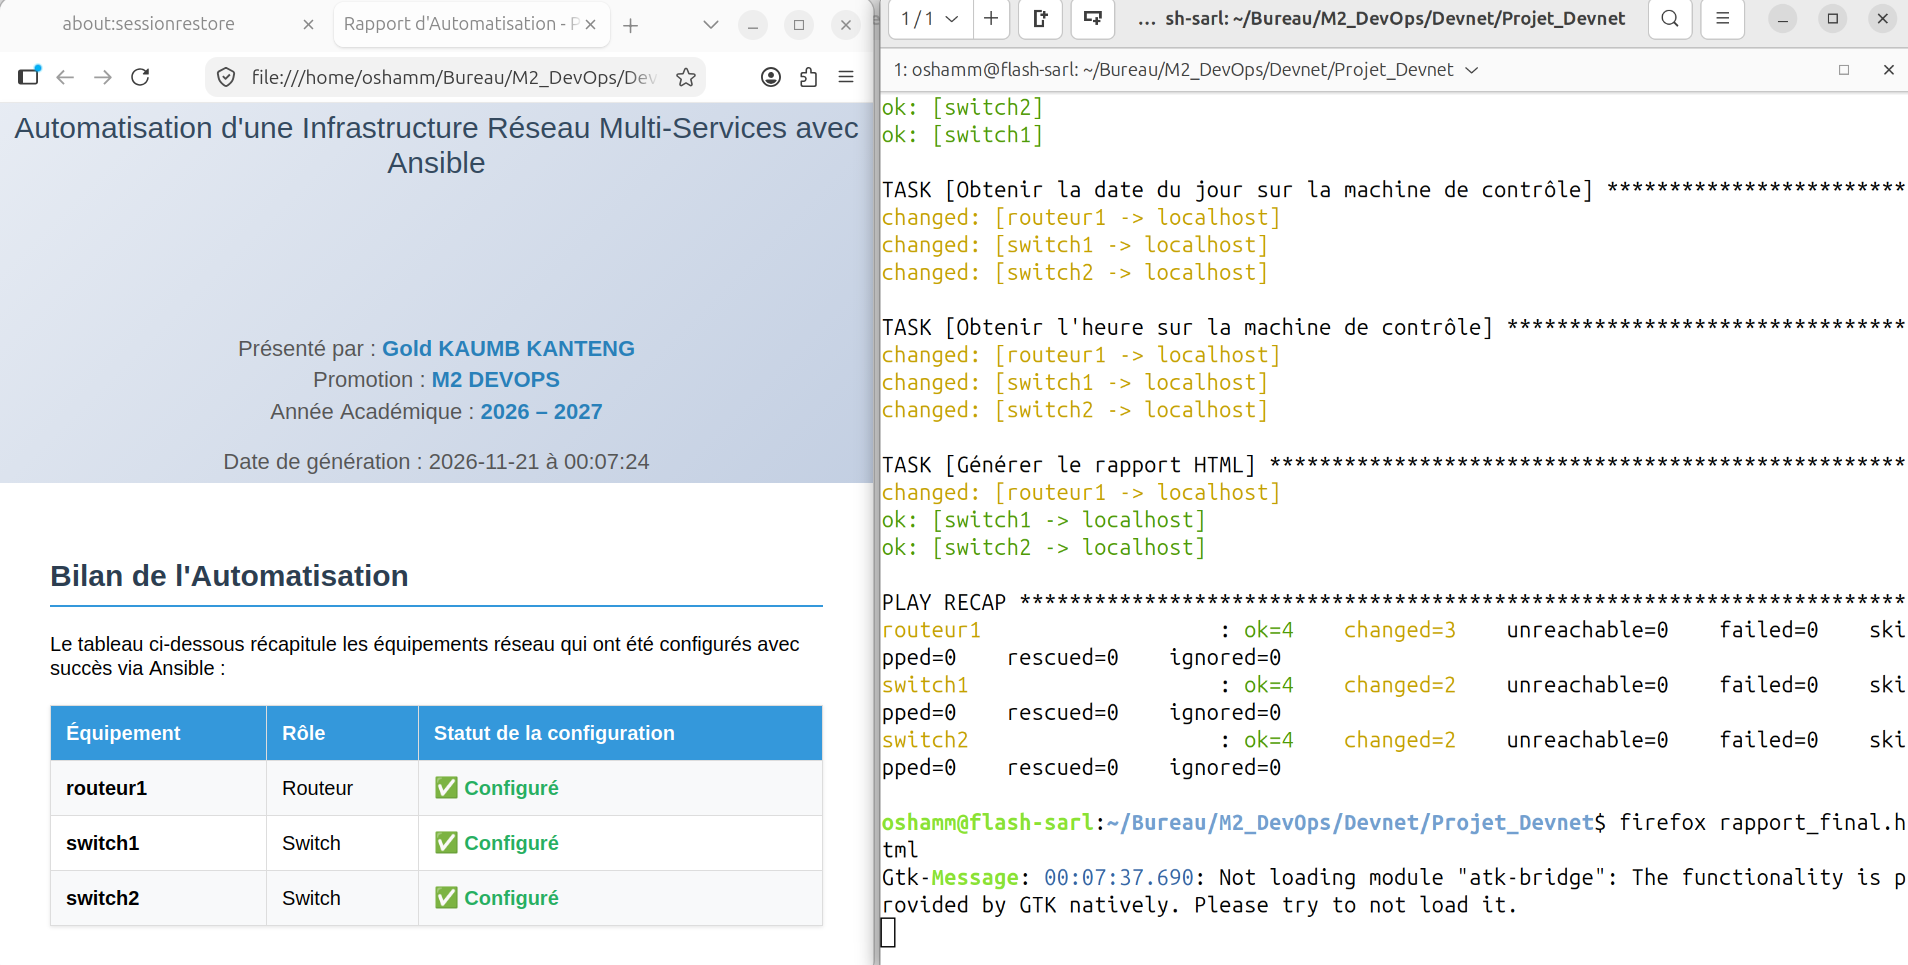 about:sessionrestore
Rapport d'Automatisation - P
file:///home/oshamm/Bureau/M2_DevOps/Dev
Automatisation d'une Infrastructure Réseau Multi-Services avec
Ansible
Présenté par : Gold KAUMB KANTENG
Promotion : M2 DEVOPS
Année Académique : 2026 – 2027
Date de génération : 2026-11-21 à 00:07:24
Bilan de l'Automatisation
Le tableau ci-dessous récapitule les équipements réseau qui ont été configurés avec
succès via Ansible :
Équipement Rôle Statut de la configuration
routeur1 Routeur ✅ Configuré
switch1 Switch ✅ Configuré
switch2 Switch ✅ Configuré
1/1
... sh-sarl: ~/Bureau/M2_DevOps/Devnet/Projet_Devnet
1: oshamm@flash-sarl: ~/Bureau/M2_DevOps/Devnet/Projet_Devnet
ok: [switch2]
ok: [switch1]
TASK [Obtenir la date du jour sur la machine de contrôle] ************************
changed: [routeur1 -> localhost]
changed: [switch1 -> localhost]
changed: [switch2 -> localhost]
TASK [Obtenir l'heure sur la machine de contrôle] ********************************
changed: [routeur1 -> localhost]
changed: [switch1 -> localhost]
changed: [switch2 -> localhost]
TASK [Générer le rapport HTML] ***************************************************
changed: [routeur1 -> localhost]
ok: [switch1 -> localhost]
ok: [switch2 -> localhost]
PLAY RECAP ***********************************************************************
routeur1 : ok=4 changed=3 unreachable=0 failed=0 ski
pped=0 rescued=0 ignored=0
switch1 : ok=4 changed=2 unreachable=0 failed=0 ski
pped=0 rescued=0 ignored=0
switch2 : ok=4 changed=2 unreachable=0 failed=0 ski
pped=0 rescued=0 ignored=0
oshamm@flash-sarl:~/Bureau/M2_DevOps/Devnet/Projet_Devnet$ firefox rapport_final.h
tml
Gtk-Message: 00:07:37.690: Not loading module "atk-bridge": The functionality is p
rovided by GTK natively. Please try to not load it.